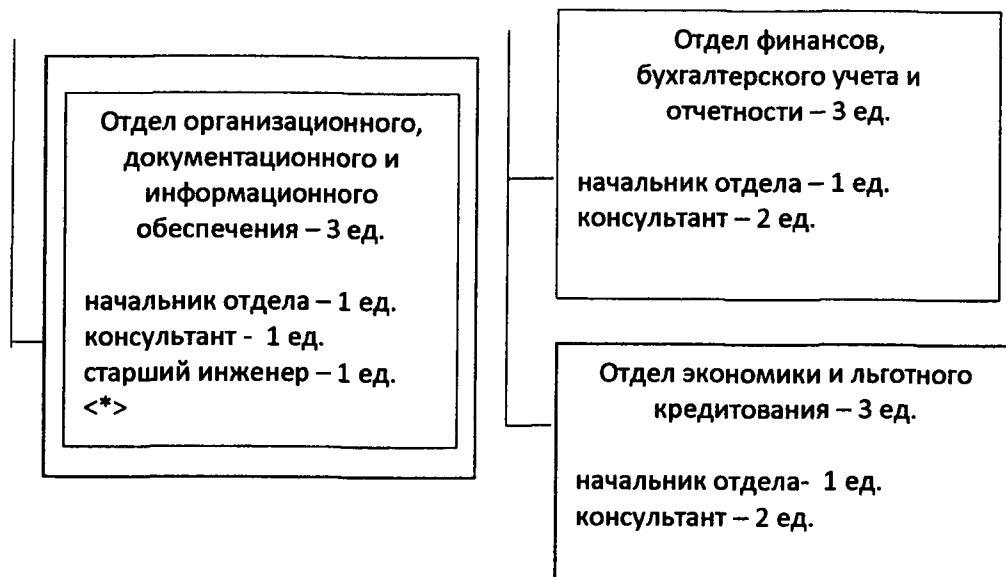 Отдел организационного,
документационного и
информационного
обеспечения – 3 ед.
начальник отдела – 1 ед.
консультант - 1 ед.
старший инженер – 1 ед.
<*>
Отдел финансов,
бухгалтерского учета и
отчетности – 3 ед.
начальник отдела – 1 ед.
консультант – 2 ед.
Отдел экономики и льготного
кредитования – 3 ед.
начальник отдела- 1 ед.
консультант – 2 ед.